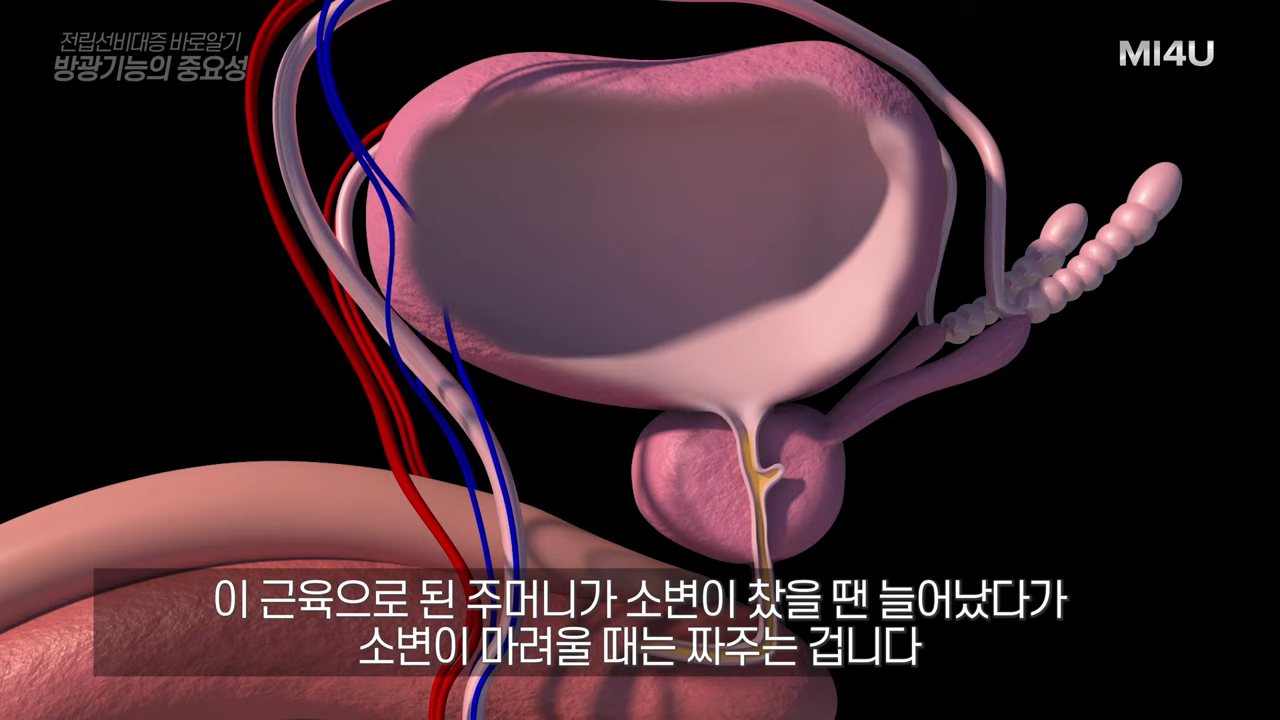 전립선비대증 바로알기
방광기능의 중요성
MI4U
이 근육으로 된 주머니가 소변이 찼을 땐 늘어났다가
소변이 마려울 때는 짜주는 겁니다